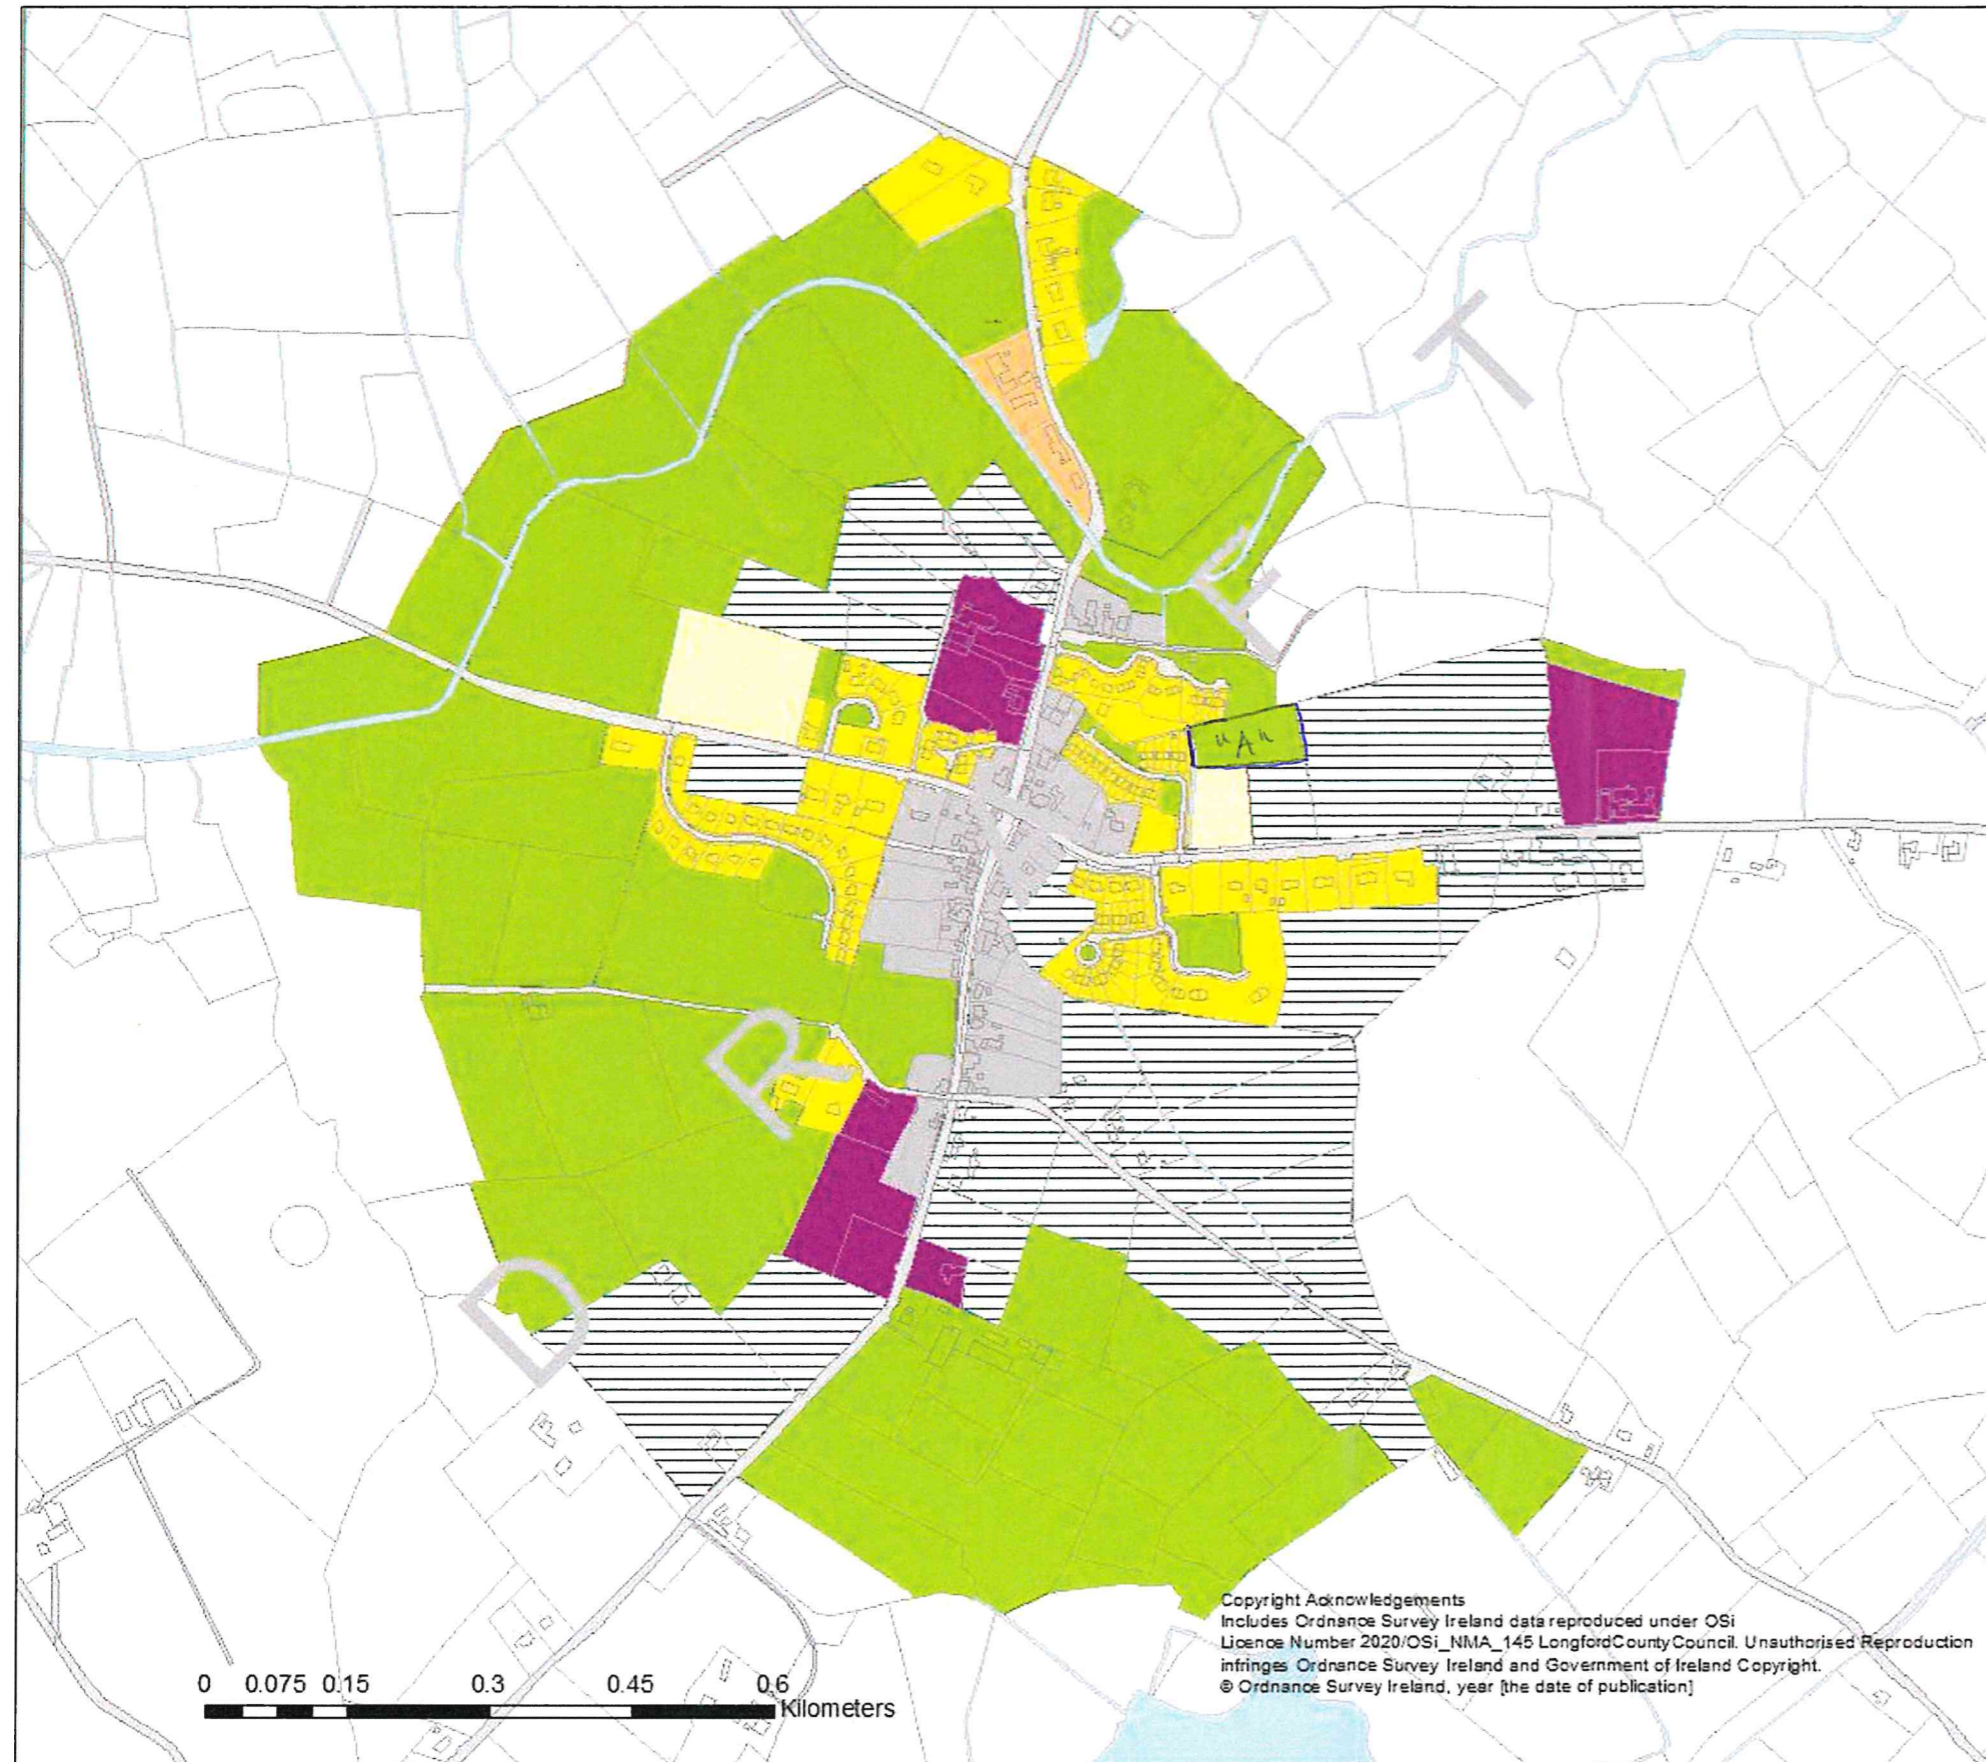 D R F T
"A"
Copyright Acknowledgements
Includes Ordnance Survey Ireland data reproduced under OSi
Licence Number 2020/OSi_NMA_145 LongfordCountyCouncil. Unauthorised Reproduction
infringes Ordnance Survey Ireland and Government of Ireland Copyright.
© Ordnance Survey Ireland, year [the date of publication]
0 0.075 0.15 0.3 0.45 0.6
Kilometers